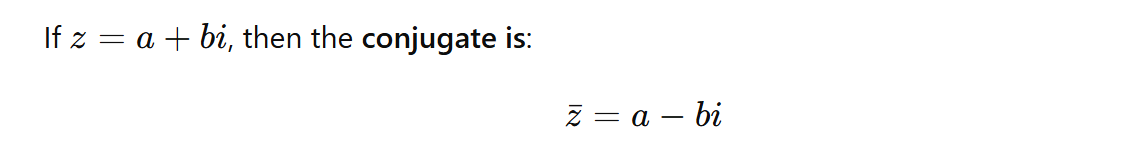 If z = a + bi, then the conjugate is:
z̄ = a − bi